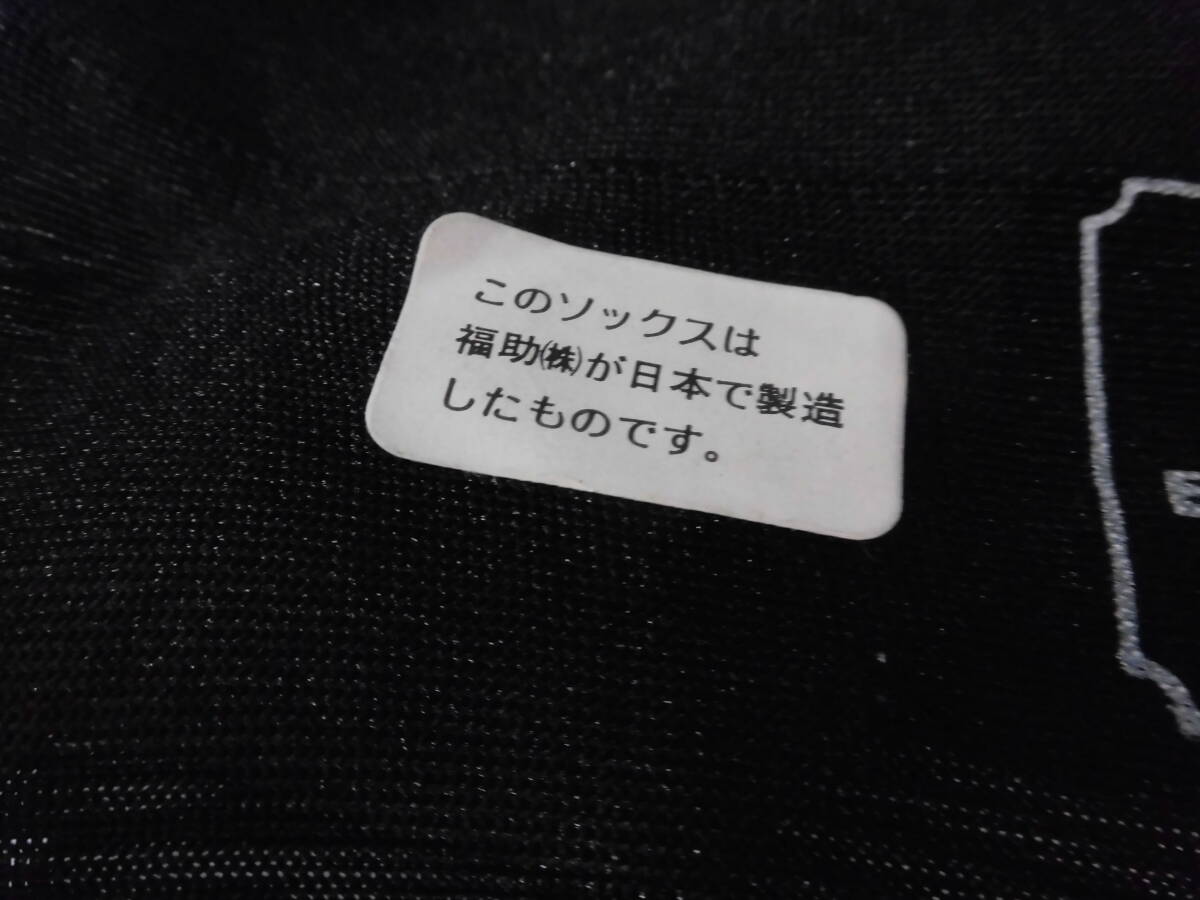 このソックスは
福助㈱が日本で製造
したものです。